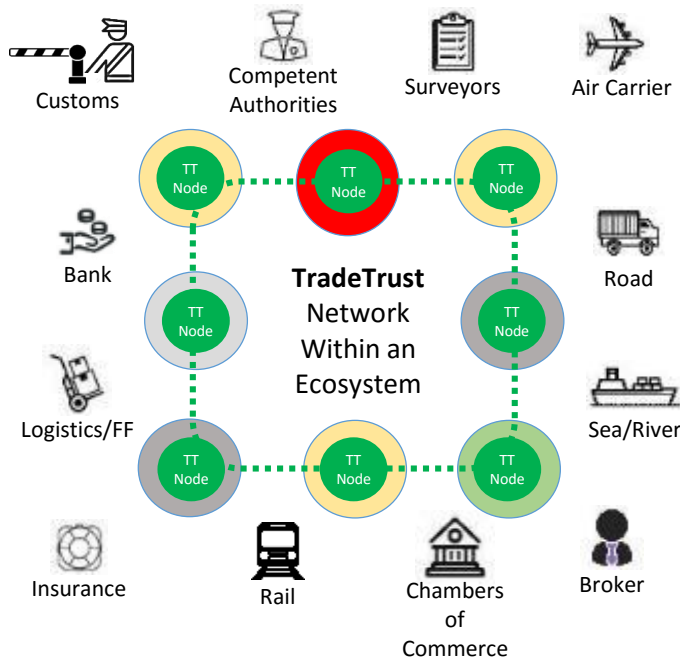 Customs
Competent
Authorities
Surveyors
Air Carrier
TT
Node
TT
Node
TT
Node
Bank
TradeTrust
Network
Within an
Ecosystem
Road
TT
Node
TT
Node
Logistics/FF
Sea/River
TT
Node
TT
Node
TT
Node
Insurance
Rail
Chambers
of
Commerce
Broker